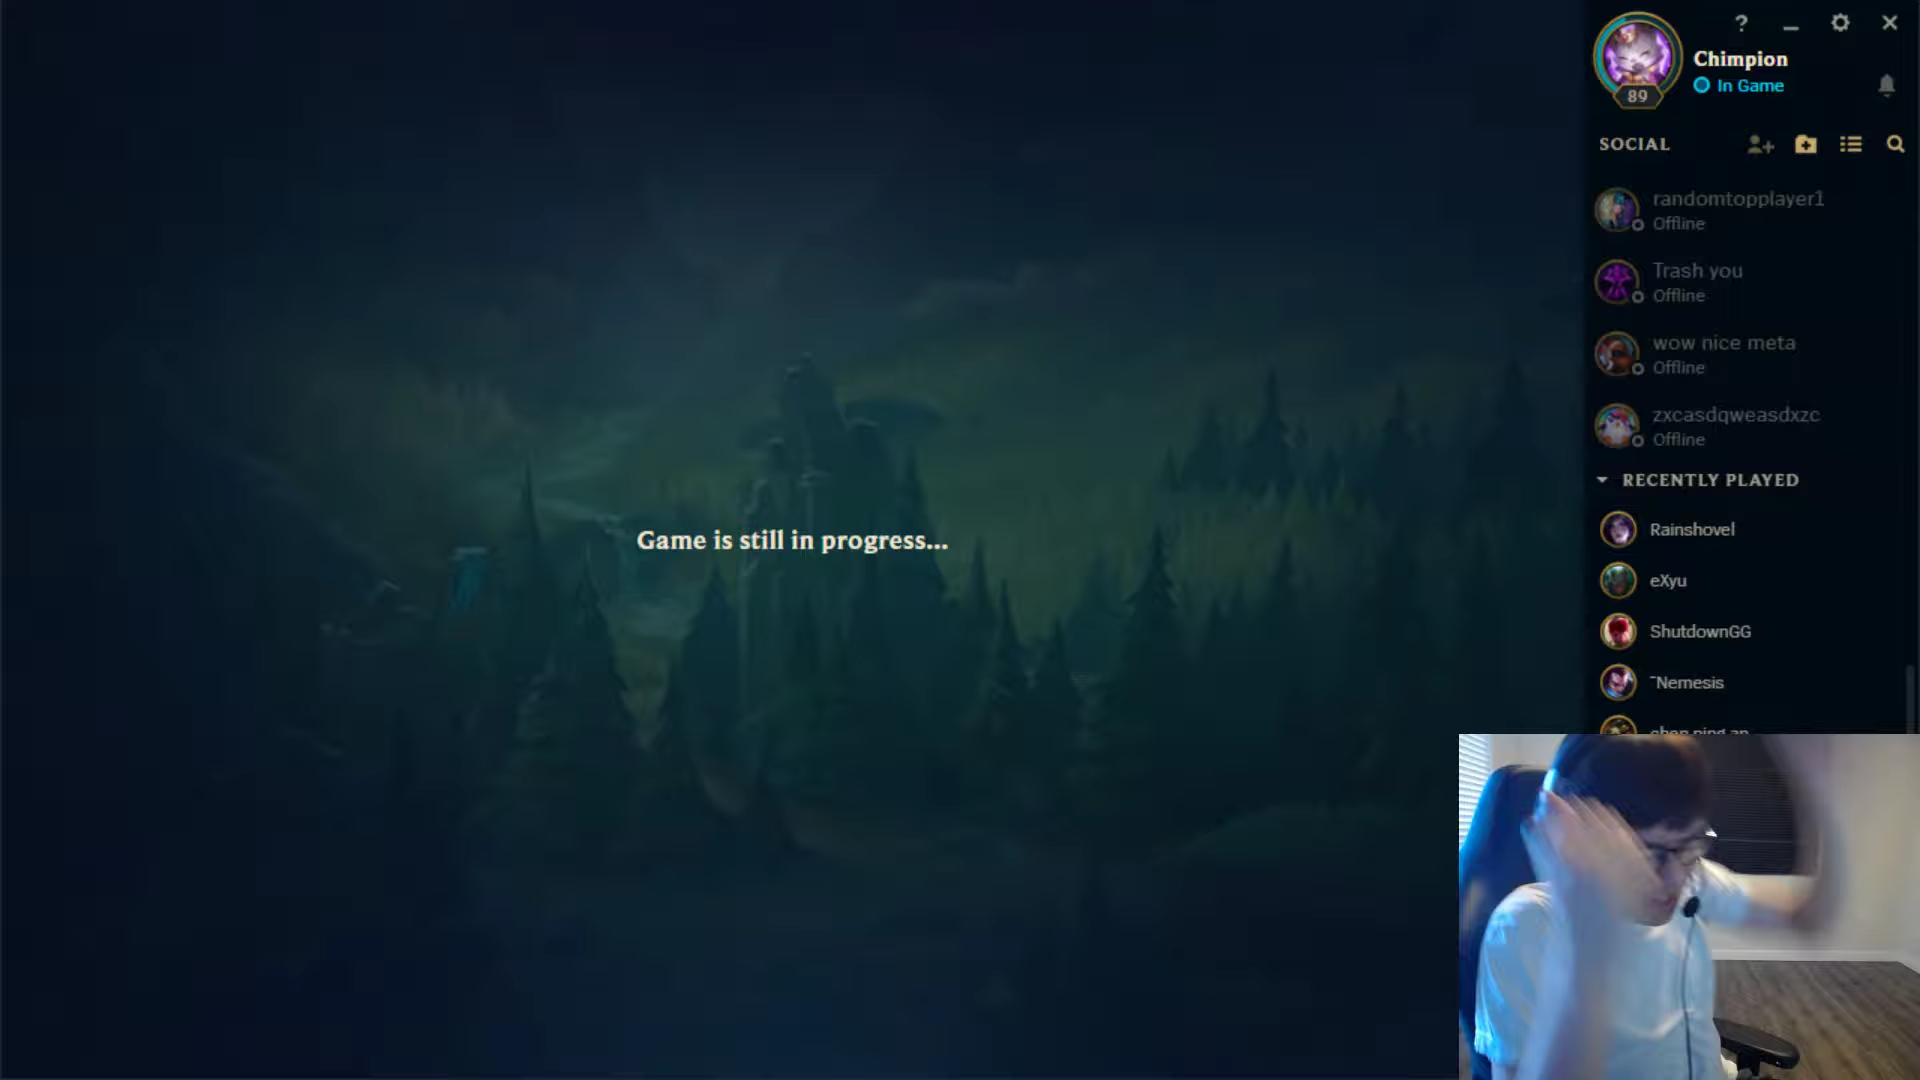 ?
Chimpion
In Game
89
SOCIAL
randomtopplayer1
Offline
Trash you
Offline
wow nice meta
Offline
zxcasdqweasdxzc
Offline
RECENTLY PLAYED
Rainshovel
eXyu
ShutdownGG
~Nemesis
Game is still in progress...